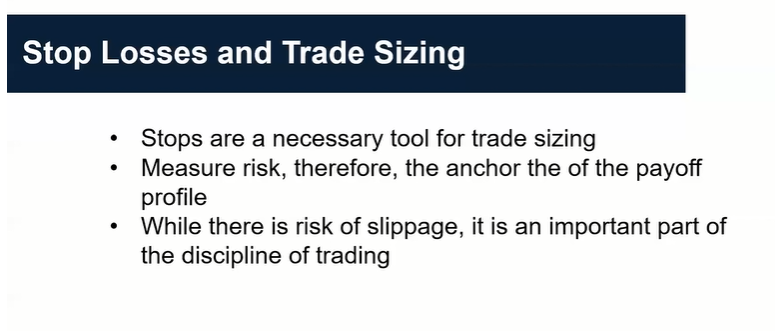 Stop Losses and Trade Sizing
• Stops are a necessary tool for trade sizing
• Measure risk, therefore, the anchor the of the payoff
profile
• While there is risk of slippage, it is an important part of
the discipline of trading